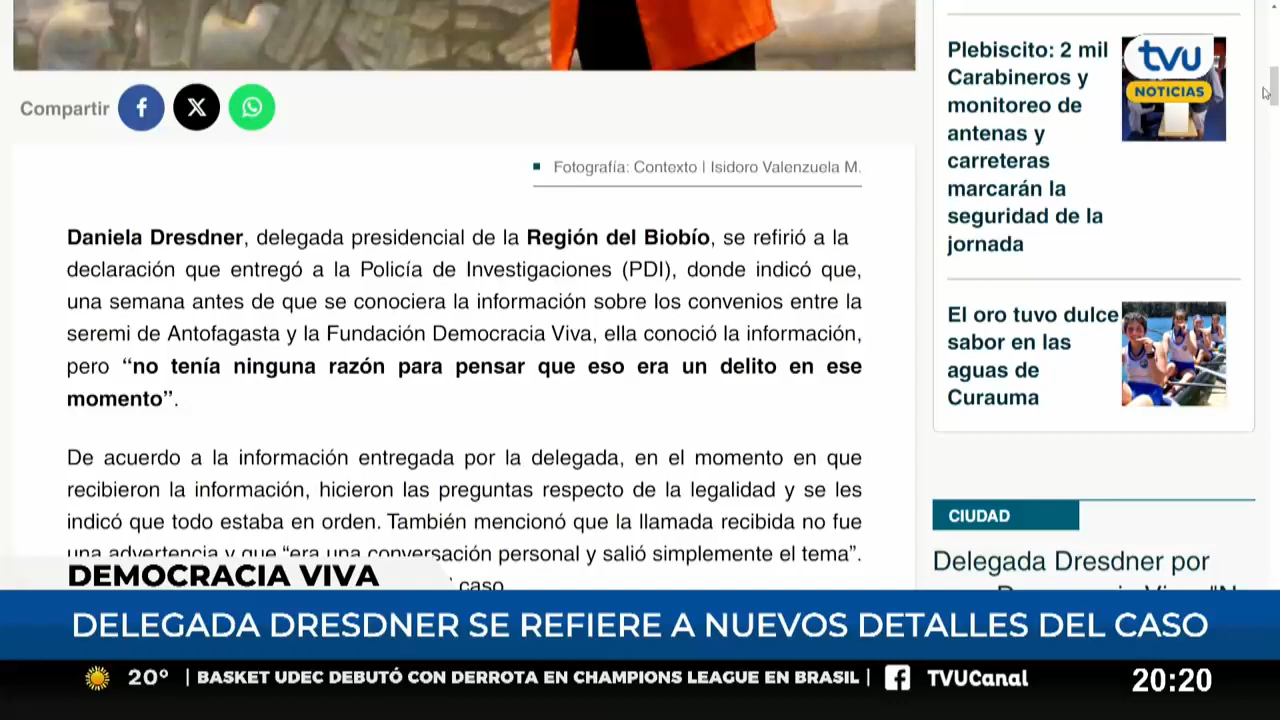 Compartir
Fotografía: Contexto | Isidoro Valenzuela M.
Daniela Dresdner, delegada presidencial de la Región del Biobío, se refirió a la
declaración que entregó a la Policía de Investigaciones (PDI), donde indicó que,
una semana antes de que se conociera la información sobre los convenios entre la
seremi de Antofagasta y la Fundación Democracia Viva, ella conoció la información,
pero “no tenía ninguna razón para pensar que eso era un delito en ese
momento”.
De acuerdo a la información entregada por la delegada, en el momento en que
recibieron la información, hicieron las preguntas respecto de la legalidad y se les
indicó que todo estaba en orden. También mencionó que la llamada recibida no fue
una advertencia y que “era una conversación personal y salió simplemente el tema”.
caso
Plebiscito: 2 mil
Carabineros y
monitoreo de
antenas y
carreteras
marcarán la
seguridad de la
jornada
tvu
NOTICIAS
El oro tuvo dulce
sabor en las
aguas de
Curauma
CIUDAD
Delegada Dresdner por
DEMOCRACIA VIVA
DELEGADA DRESDNER SE REFIERE A NUEVOS DETALLES DEL CASO
20° | BASKET UDEC DEBUTÓ CON DERROTA EN CHAMPIONS LEAGUE EN BRASIL | TVUCanal 20:20